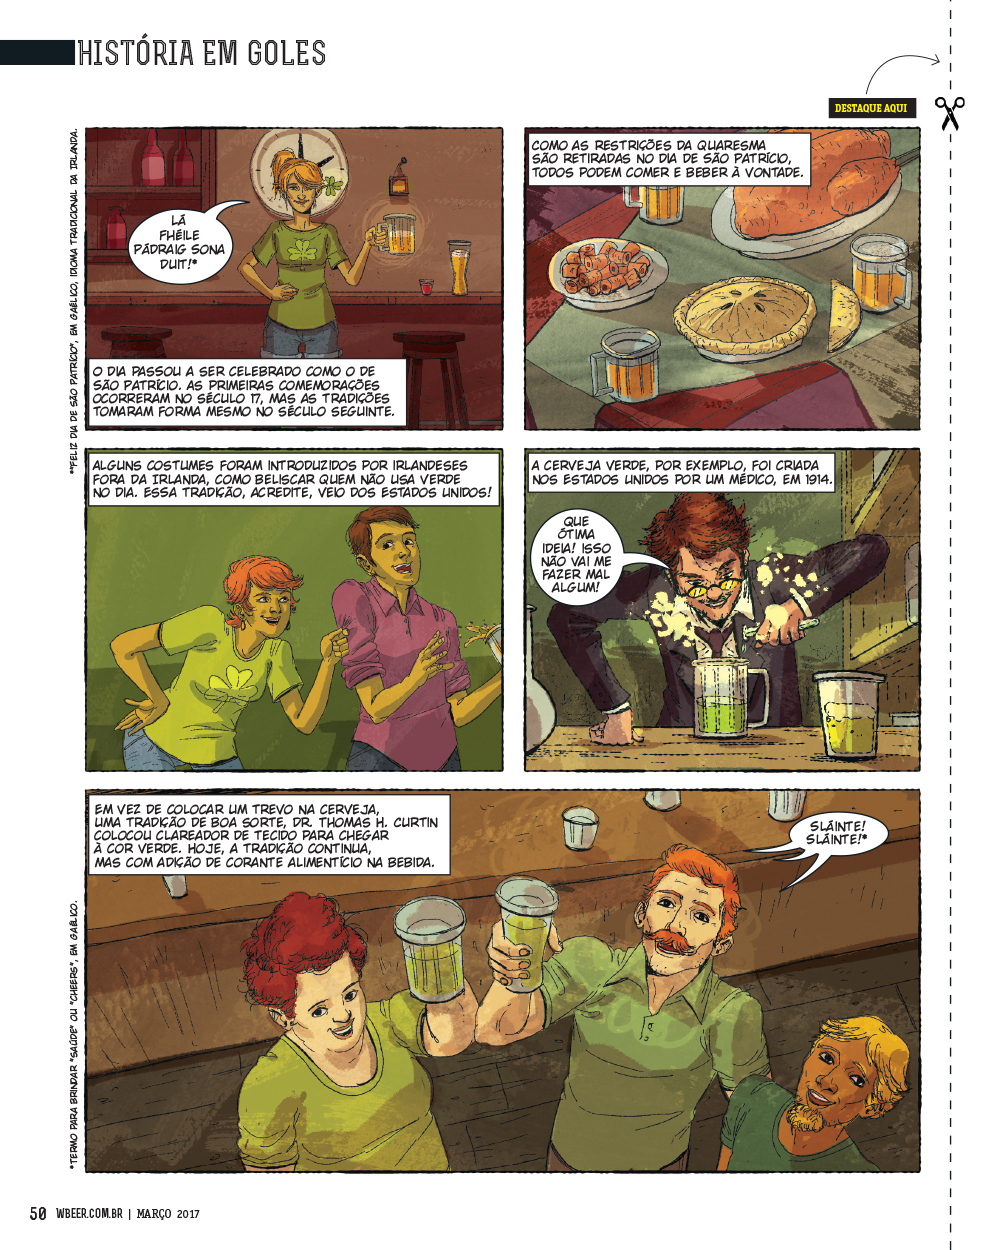 HISTÓRIA EM GOLES
DESTAQUE AQUI
LÁ
FHÉILE
PÁDRAIG SONA
DUIT!*
O DIA PASSOU A SER CELEBRADO COMO O DE
SÃO PATRÍCIO. AS PRIMEIRAS COMEMORAÇÕES
OCORRERAM NO SÉCULO 17, MAS AS TRADIÇÕES
TOMARAM FORMA MESMO NO SÉCULO SEGUINTE.
*"FELIZ DIA DE SÃO PATRÍCIO", EM GAÉLICO, IDIOMA TRADICIONAL DA IRLANDA.
COMO AS RESTRIÇÕES DA QUARESMA
SÃO RETIRADAS NO DIA DE SÃO PATRÍCIO,
TODOS PODEM COMER E BEBER À VONTADE.
ALGUNS COSTUMES FORAM INTRODUZIDOS POR IRLANDESES
FORA DA IRLANDA, COMO BELISCAR QUEM NÃO USA VERDE
NO DIA. ESSA TRADIÇÃO, ACREDITE, VEIO DOS ESTADOS UNIDOS!
A CERVEJA VERDE, POR EXEMPLO, FOI CRIADA
NOS ESTADOS UNIDOS POR UM MÉDICO, EM 1914.
QUE
ÓTIMA
IDEIA! ISSO
NÃO VAI ME
FAZER MAL
ALGUM!
EM VEZ DE COLOCAR UM TREVO NA CERVEJA,
UMA TRADIÇÃO DE BOA SORTE, DR. THOMAS H. CURTIN
COLOCOU CLAREADOR DE TECIDO PARA CHEGAR
À COR VERDE. HOJE, A TRADIÇÃO CONTINUA,
MAS COM ADIÇÃO DE CORANTE ALIMENTÍCIO NA BEBIDA.
SLÁINTE!
SLÁINTE!*
*TERMO PARA BRINDAR "SAÚDE" OU "CHEERS", EM GAÉLICO.
50 WBEER.COM.BR | MARÇO 2017